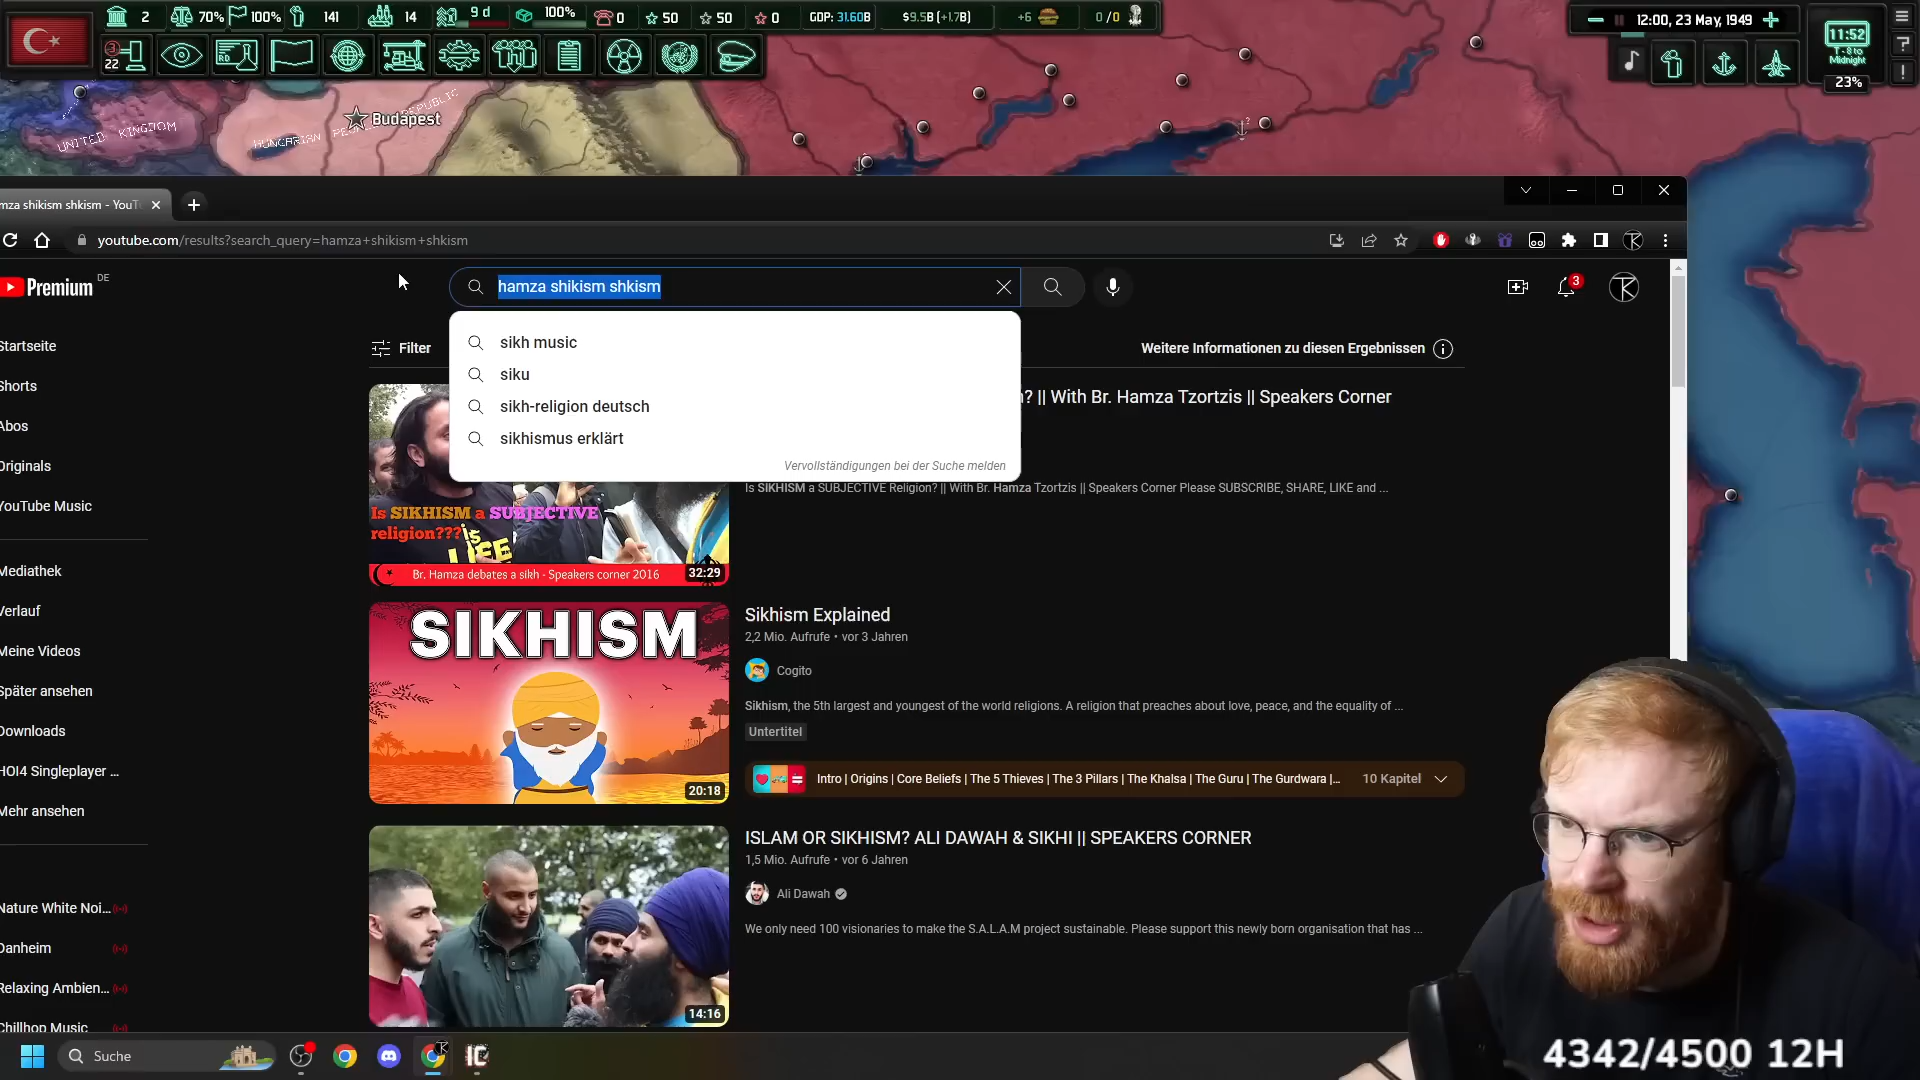 2
70%
100%
141
14
9 d
100%
0
50
50
0
GDP: 31.60B
$9.5B (+1.7B)
+6
0 / 0
12:00, 23 May, 1949
11:52
T - 8 to
Midnight
23%
3
22
RD
UNITED KINGDOM
HUNGARIAN PEOPLE'S REPUBLIC
Budapest
mza shikism shkism - YouT
youtube.com/results?search_query=hamza+shikism+shkism
Premium
DE
hamza shikism shkism
3
sikh music
siku
sikh-religion deutsch
sikhismus erklärt
Vervollständigungen bei der Suche melden
Filter
Weitere Informationen zu diesen Ergebnissen
Startseite
Shorts
Abos
Originals
YouTube Music
Mediathek
Verlauf
Meine Videos
Später ansehen
Downloads
HOI4 Singleplayer ...
Mehr ansehen
Nature White Noi...
Danheim
Relaxing Ambien...
Chillhop Music
? || With Br. Hamza Tzortzis || Speakers Corner
Is SIKHISM a SUBJECTIVE Religion? || With Br. Hamza Tzortzis || Speakers Corner Please SUBSCRIBE, SHARE, LIKE and ...
Is SIKHISM a SUBJECTIVE
religion???
is
LIFE
Br. Hamza debates a sikh - Speakers corner 2016
32:29
SIKHISM
20:18
Sikhism Explained
2,2 Mio. Aufrufe • vor 3 Jahren
Cogito
Sikhism, the 5th largest and youngest of the world religions. A religion that preaches about love, peace, and the equality of ...
Untertitel
Intro | Origins | Core Beliefs | The 5 Thieves | The 3 Pillars | The Khalsa | The Guru | The Gurdwara |...
10 Kapitel
14:16
ISLAM OR SIKHISM? ALI DAWAH & SIKHI || SPEAKERS CORNER
1,5 Mio. Aufrufe • vor 6 Jahren
Ali Dawah
We only need 100 visionaries to make the S.A.L.A.M project sustainable. Please support this newly born organisation that has ...
Suche
4342/4500 12H